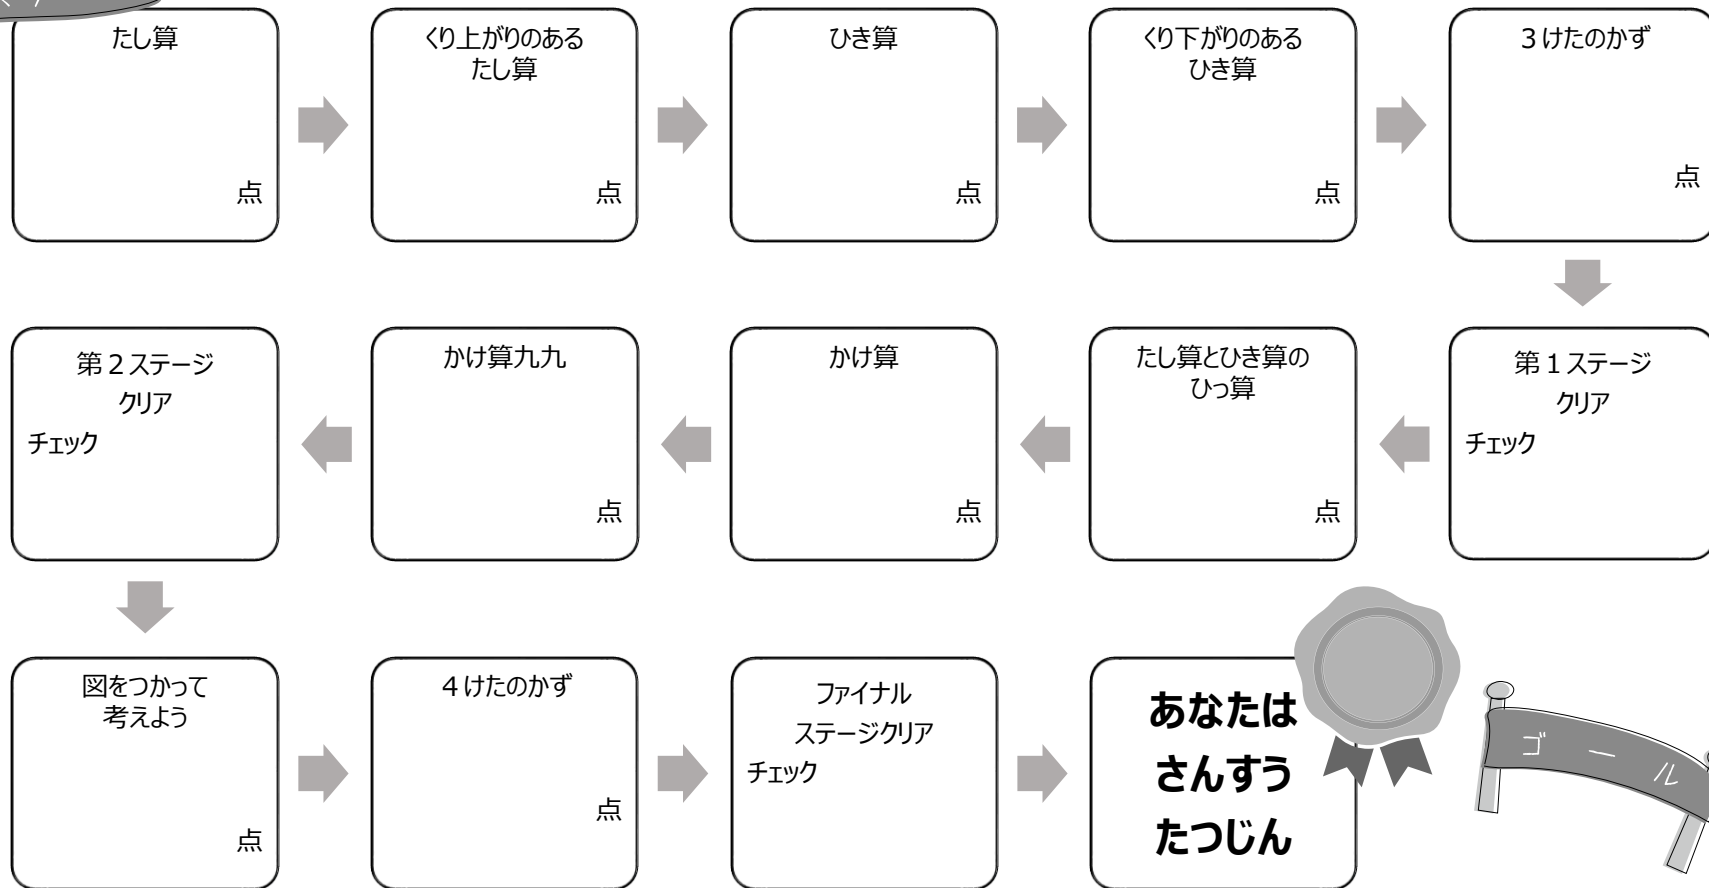 たし算
点
くり上がりのある
たし算
点
ひき算
点
くり下がりのある
ひき算
点
３けたのかず
点
第１ステージ
クリア
チェック
たし算とひき算の
ひっ算
点
かけ算
点
かけ算九九
点
第２ステージ
クリア
チェック
図をつかって
考えよう
点
４けたのかず
点
ファイナル
ステージクリア
チェック
あなたは
さんすう
たつじん
ゴール